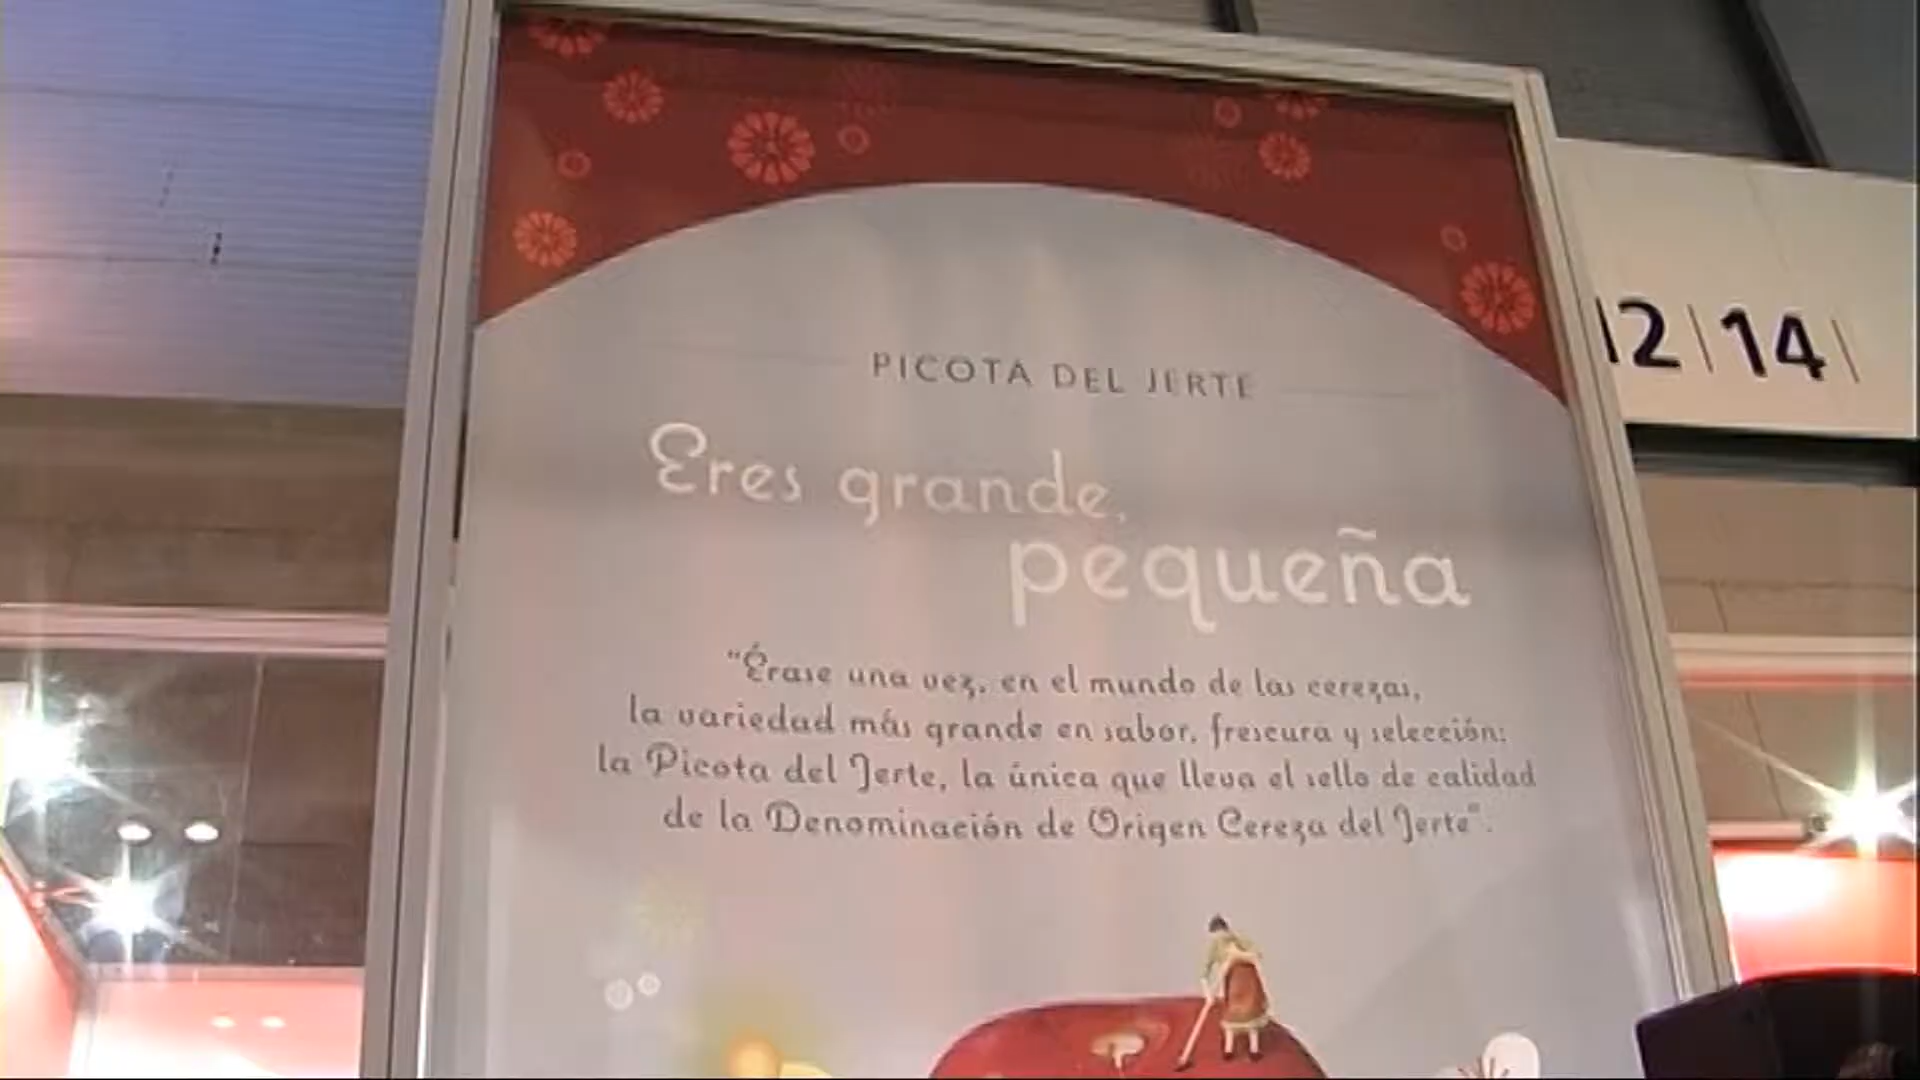 PICOTA DEL JERTE
Eres grande,
pequeña
"Érase una vez, en el mundo de las cerezas,
la variedad más grande en sabor, frescura y selección:
la Picota del Jerte, la única que lleva el sello de calidad
de la Denominación de Origen Cereza del Jerte".
12 | 14 |